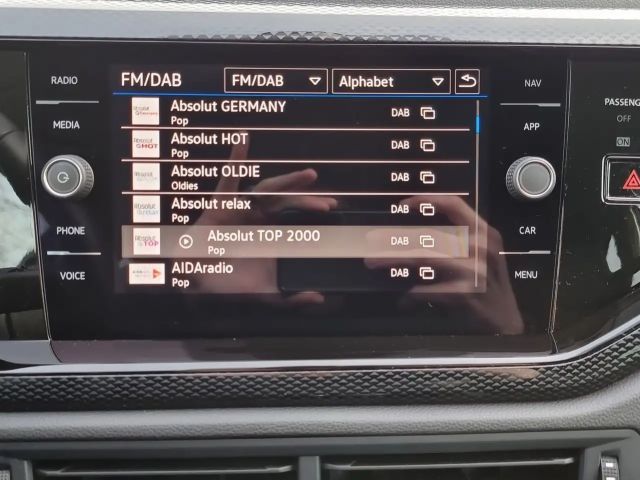 RADIO
MEDIA
PHONE
VOICE
FM/DAB
FM/DAB
Alphabet
Absolut GERMANY
Pop
DAB
Absolut HOT
Pop
DAB
Absolut OLDIE
Oldies
DAB
Absolut relax
Pop
DAB
Absolut TOP 2000
Pop
DAB
AIDAradio
Pop
DAB
NAV
APP
CAR
MENU
PASSENG
OFF
ON